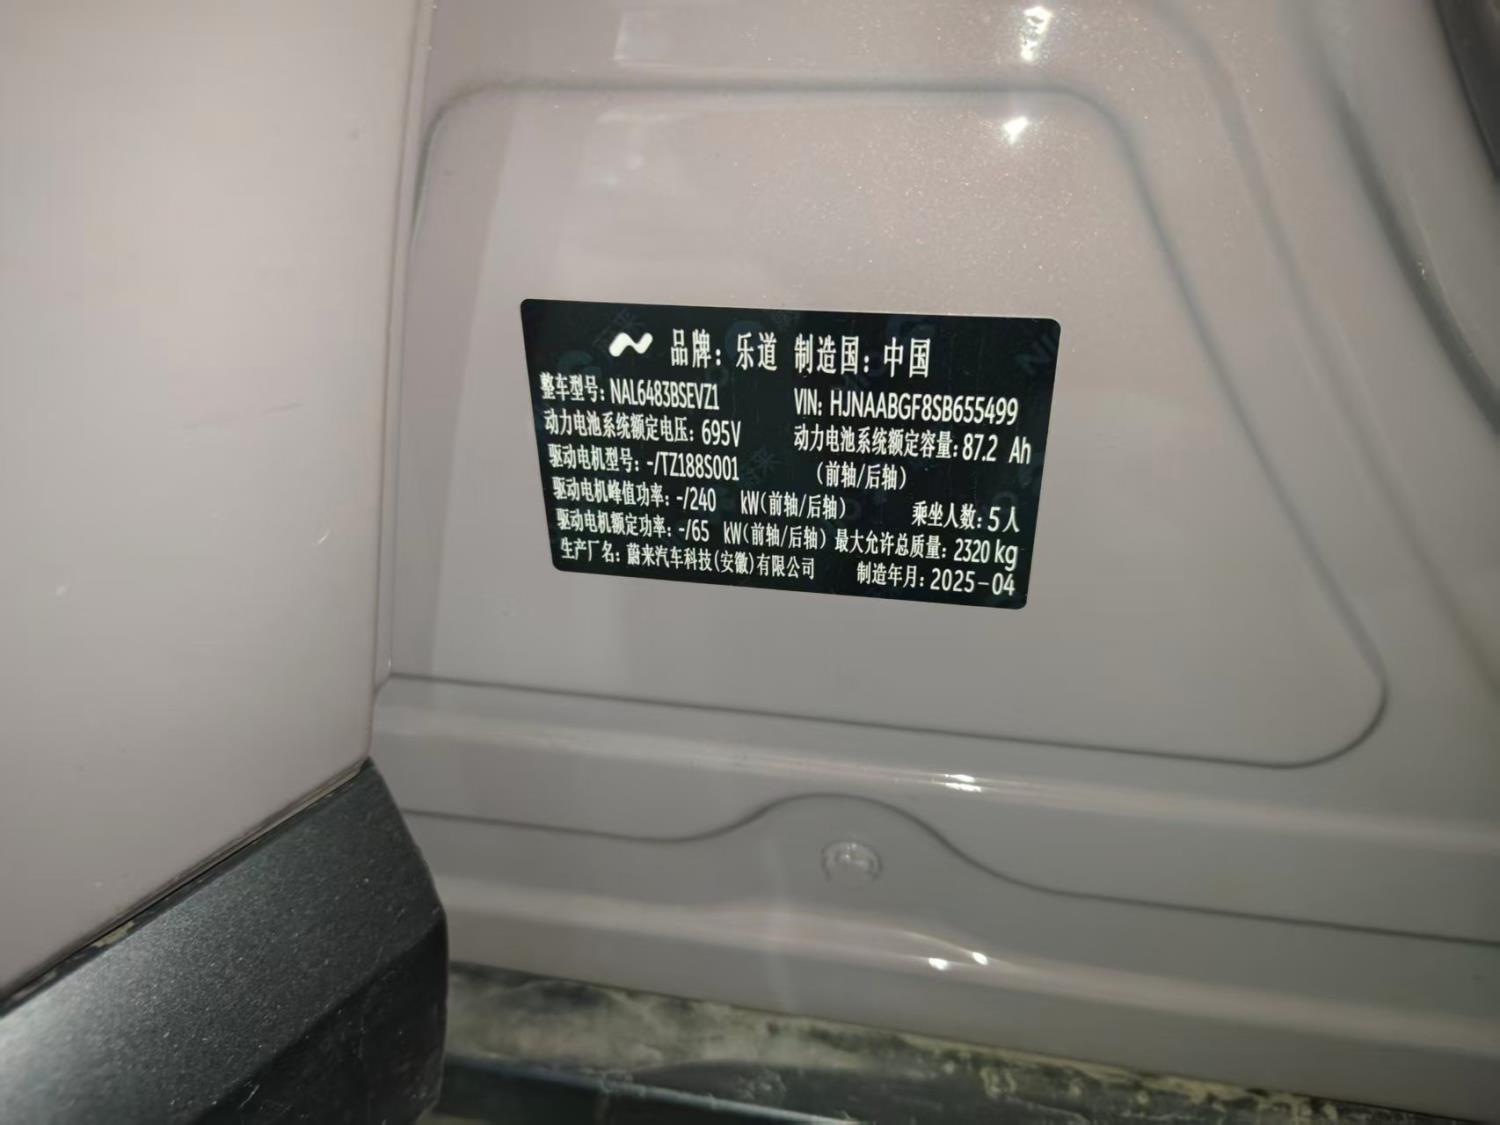 品牌：乐道 制造国：中国
整车型号：NAL6483BSEVZ1 VIN: HJNAABGF8SB655499
动力电池系统额定电压：695V 动力电池系统额定容量：87.2 Ah
驱动电机型号：-/TZ188S001 （前轴/后轴）
驱动电机峰值功率：-/240 kW（前轴/后轴） 乘坐人数：5人
驱动电机额定功率：-/65 kW（前轴/后轴） 最大允许总质量：2320 kg
生产厂名：蔚来汽车科技（安徽）有限公司 制造年月：2025-04